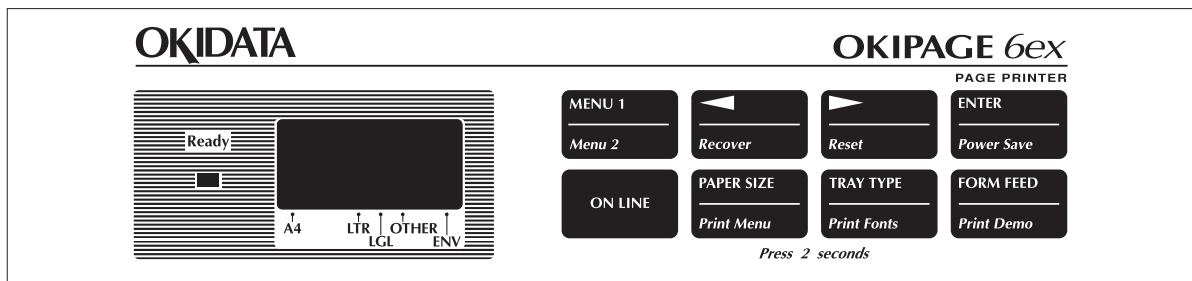 OKIDATA
OKIPAGE 6ex
PAGE PRINTER
Ready
A4 LTR LGL OTHER ENV
MENU 1
Menu 2
Recover
Reset
ENTER
Power Save
ON LINE
PAPER SIZE
Print Menu
TRAY TYPE
Print Fonts
FORM FEED
Print Demo
Press 2 seconds